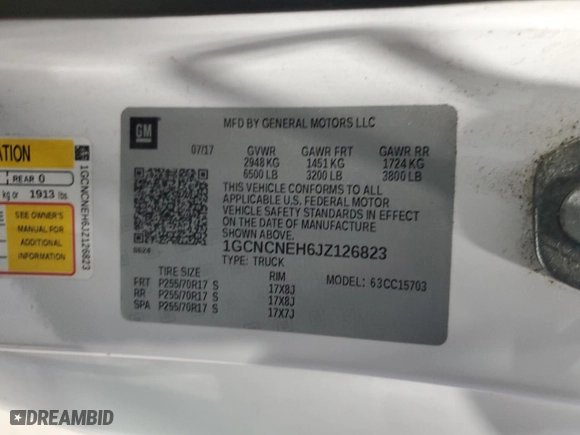 GM
MFD BY GENERAL MOTORS LLC
07/17 GVWR GAWR FRT GAWR RR
2948 KG 1451 KG 1724 KG
6500 LB 3200 LB 3800 LB
THIS VEHICLE CONFORMS TO ALL
APPLICABLE U.S. FEDERAL MOTOR
VEHICLE SAFETY STANDARDS IN EFFECT
ON THE DATE OF MANUFACTURE
SHOWN ABOVE.
1GCNCNEH6JZ126823
TYPE: TRUCK
MODEL: 63CC15703
TIRE SIZE RIM
FRT P255/70R17 S 17X8J
RR P255/70R17 S 17X8J
SPA P255/70R17 S 17X7J
REAR 0
kg or 1913 lbs.
SEE OWNER'S
MANUAL FOR
ADDITIONAL
INFORMATION
1GCNCNEH6JZ126823
DREAMBID